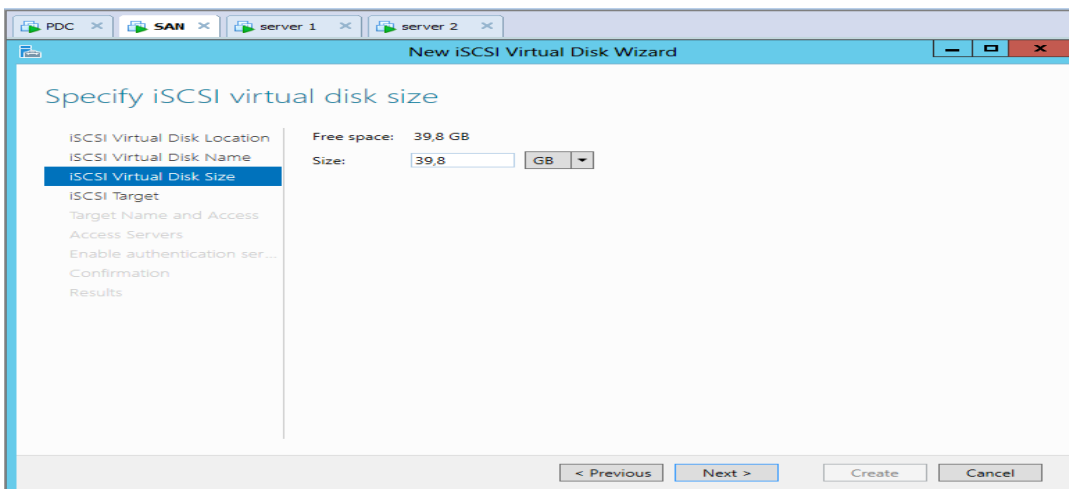 PDC SAN server 1 server 2
New iSCSI Virtual Disk Wizard
Specify iSCSI virtual disk size
iSCSI Virtual Disk Location
iSCSI Virtual Disk Name
iSCSI Virtual Disk Size
iSCSI Target
Target Name and Access
Access Servers
Enable authentication ser...
Confirmation
Results
Free space: 39,8 GB
Size: 39,8 GB
< Previous Next > Create Cancel